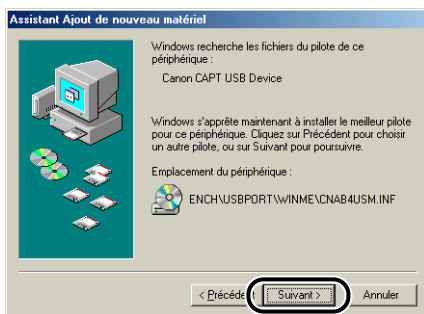 Assistant Ajout de nouveau matériel
Windows recherche les fichiers du pilote de ce
périphérique :
Canon CAPT USB Device
Windows s'apprête maintenant à installer le meilleur pilote
pour ce périphérique. Cliquez sur Précédent pour choisir
un autre pilote, ou sur Suivant pour poursuivre.
Emplacement du périphérique :
ENCH\USBPORT\WINME\CNAB4USM.INF
< Précédent Suivant > Annuler